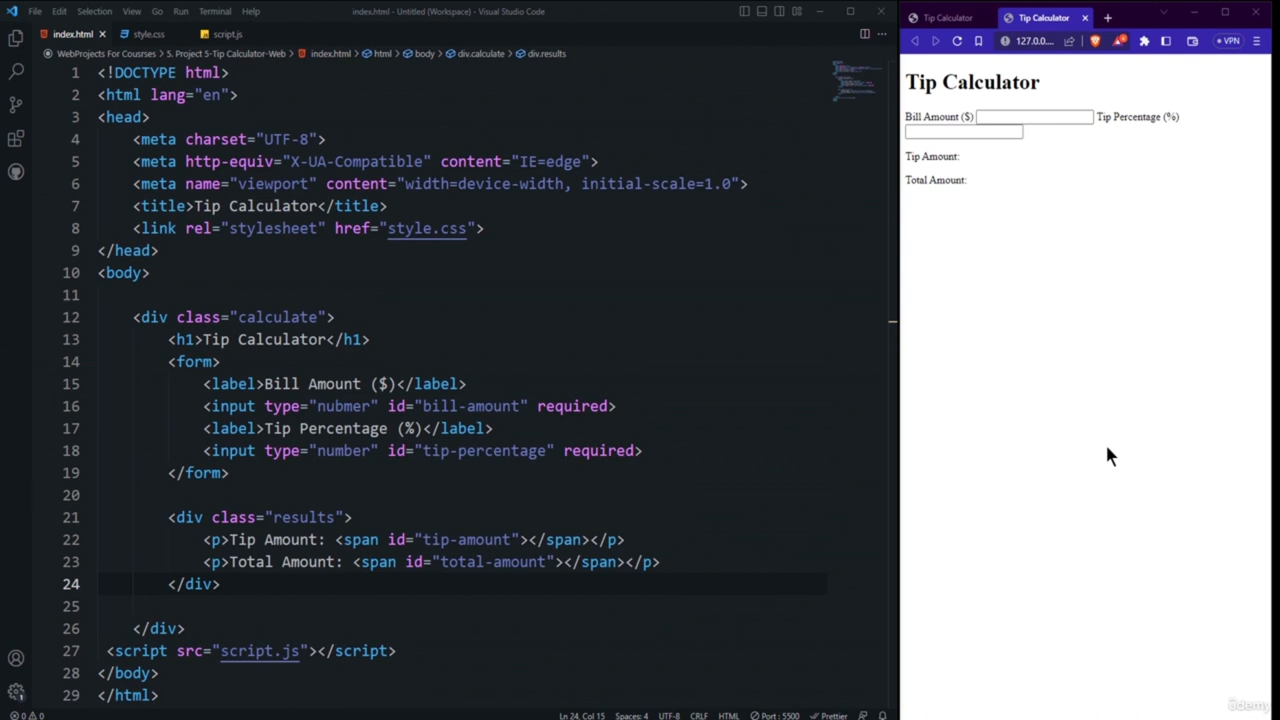 File Edit Selection View Go Run Terminal Help
index.html - Untitled (Workspace) - Visual Studio Code
index.html
style.css
script.js
WebProjects For Coursses > 5. Project 5-Tip Calculator-Web > index.html > html > body > div.calculate > div.results
1 <!DOCTYPE html>
2 <html lang="en">
3 <head>
4 <meta charset="UTF-8">
5 <meta http-equiv="X-UA-Compatible" content="IE=edge">
6 <meta name="viewport" content="width=device-width, initial-scale=1.0">
7 <title>Tip Calculator</title>
8 <link rel="stylesheet" href="style.css">
9 </head>
10 <body>
11
12 <div class="calculate">
13 <h1>Tip Calculator</h1>
14 <form>
15 <label>Bill Amount ($)</label>
16 <input type="nubmer" id="bill-amount" required>
17 <label>Tip Percentage (%)</label>
18 <input type="number" id="tip-percentage" required>
19 </form>
20
21 <div class="results">
22 <p>Tip Amount: <span id="tip-amount"></span></p>
23 <p>Total Amount: <span id="total-amount"></span></p>
24 </div>
25
26 </div>
27 <script src="script.js"></script>
28 </body>
29 </html>
0 0
Ln 24, Col 15 Spaces: 4 UTF-8 CRLF HTML Port : 5500 Prettier
Tip Calculator
Tip Calculator
127.0.0....
VPN
Tip Calculator
Bill Amount ($) Tip Percentage (%)
Tip Amount:
Total Amount:
ûdemy